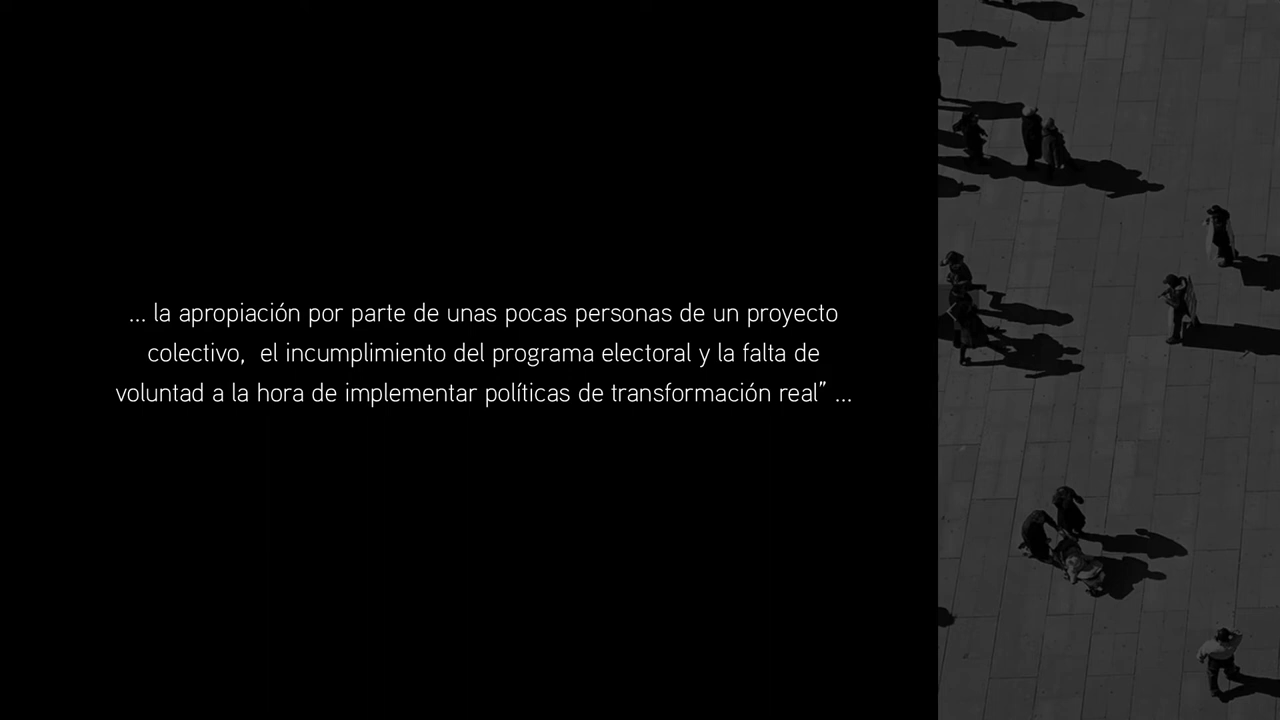 ... la apropiación por parte de unas pocas personas de un proyecto
colectivo,  el incumplimiento del programa electoral y la falta de
voluntad a la hora de implementar políticas de transformación real” ...